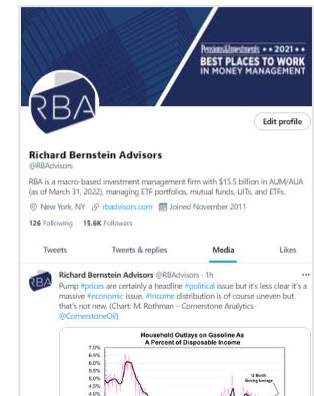 Pensions&Investments • • 2021 • •
BEST PLACES TO WORK
IN MONEY MANAGEMENT
RBA
Edit profile
Richard Bernstein Advisors
@RBAdvisors
RBA is a macro-based investment management firm with $15.5 billion in AUM/AUA
(as of March 31, 2022), managing ETF portfolios, mutual funds, UITs, and ETFs.
New York, NY rbadvisors.com Joined November 2011
126 Following 15.6K Followers
Tweets Tweets & replies Media Likes
RBA
Richard Bernstein Advisors @RBAdvisors · 1h
Pump #prices are certainly a headline #political issue but it's less clear it's a
massive #economic issue. #Income distribution is of course uneven but
that's not new. (Chart: M. Rothman – Cornerstone Analytics-
@CornerstoneOil)
Household Outlays on Gasoline As
A Percent of Disposable Income
7.0%
6.5%
6.0%
5.5%
5.0%
4.5%
4.0%
12 Month
Moving Average